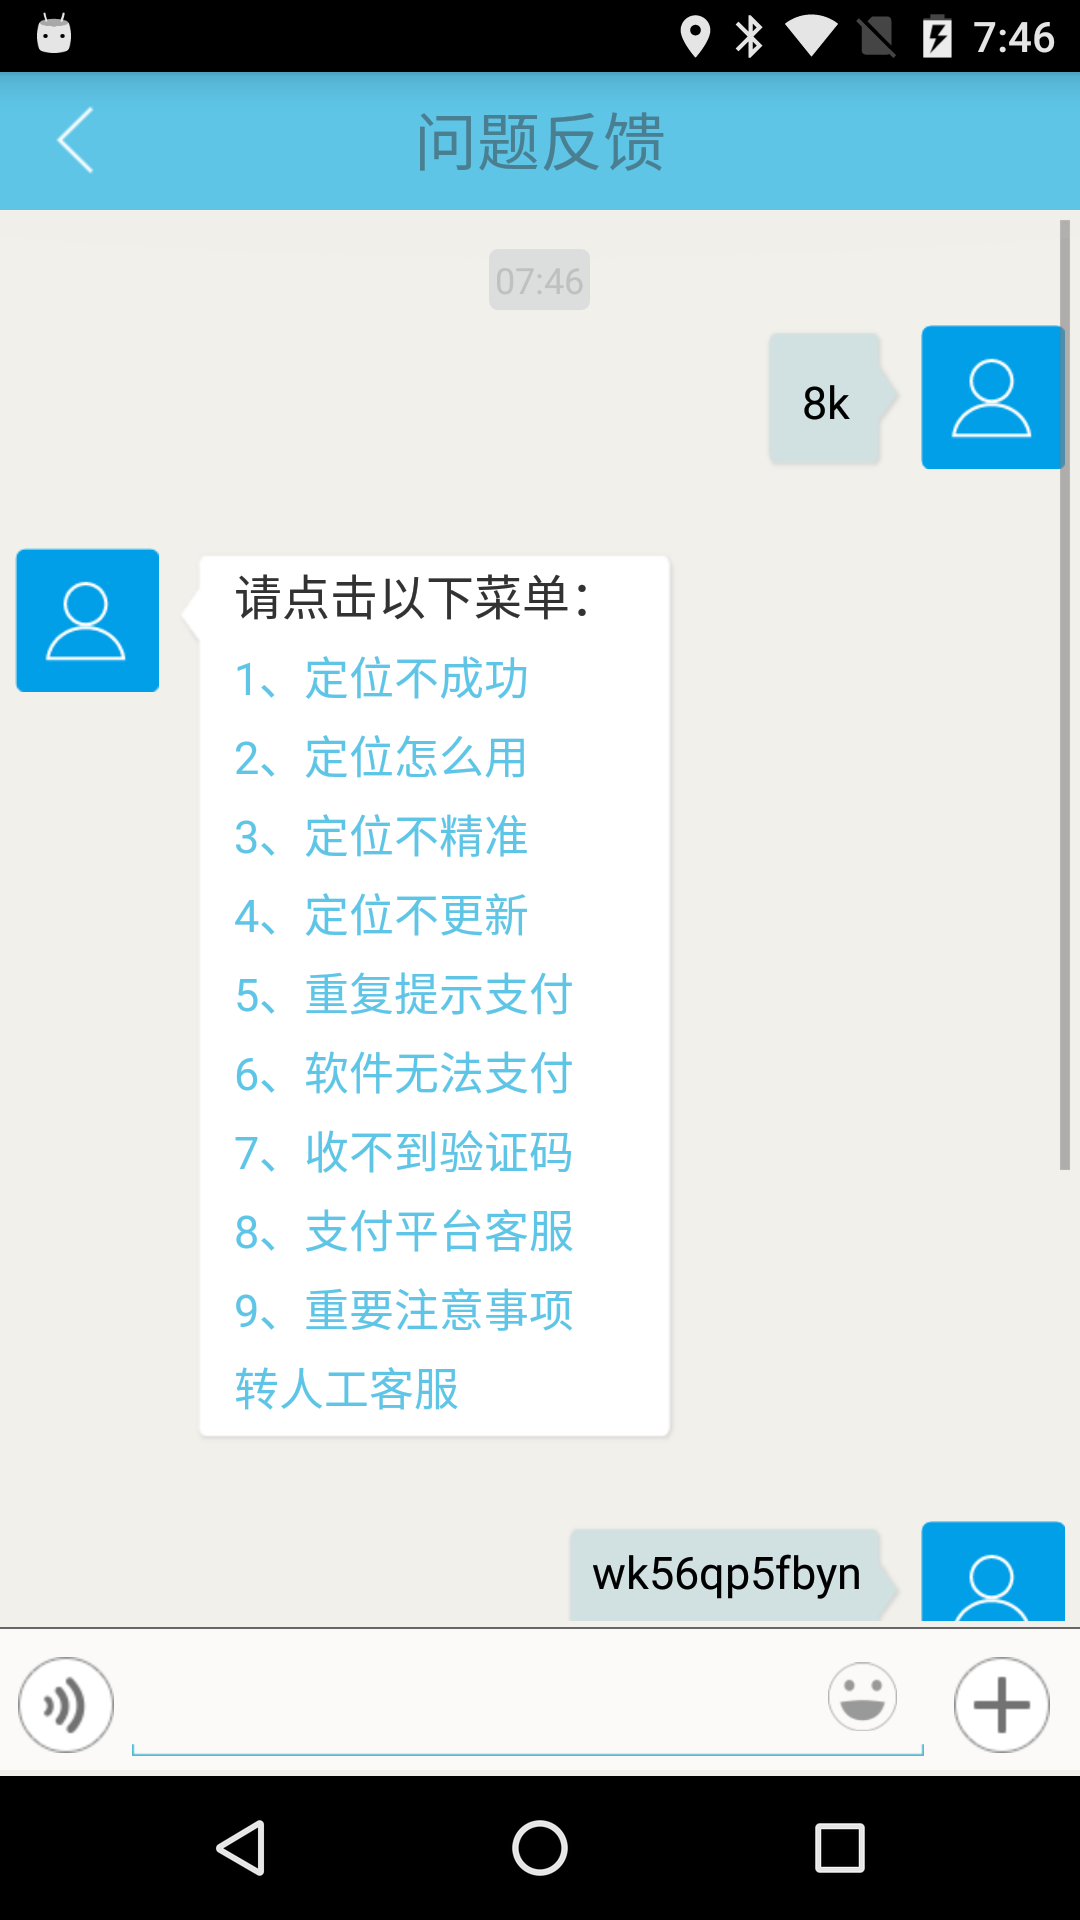 7:46
问题反馈
07:46
8k
请点击以下菜单：
1、定位不成功
2、定位怎么用
3、定位不精准
4、定位不更新
5、重复提示支付
6、软件无法支付
7、收不到验证码
8、支付平台客服
9、重要注意事项
转人工客服
wk56qp5fbyn